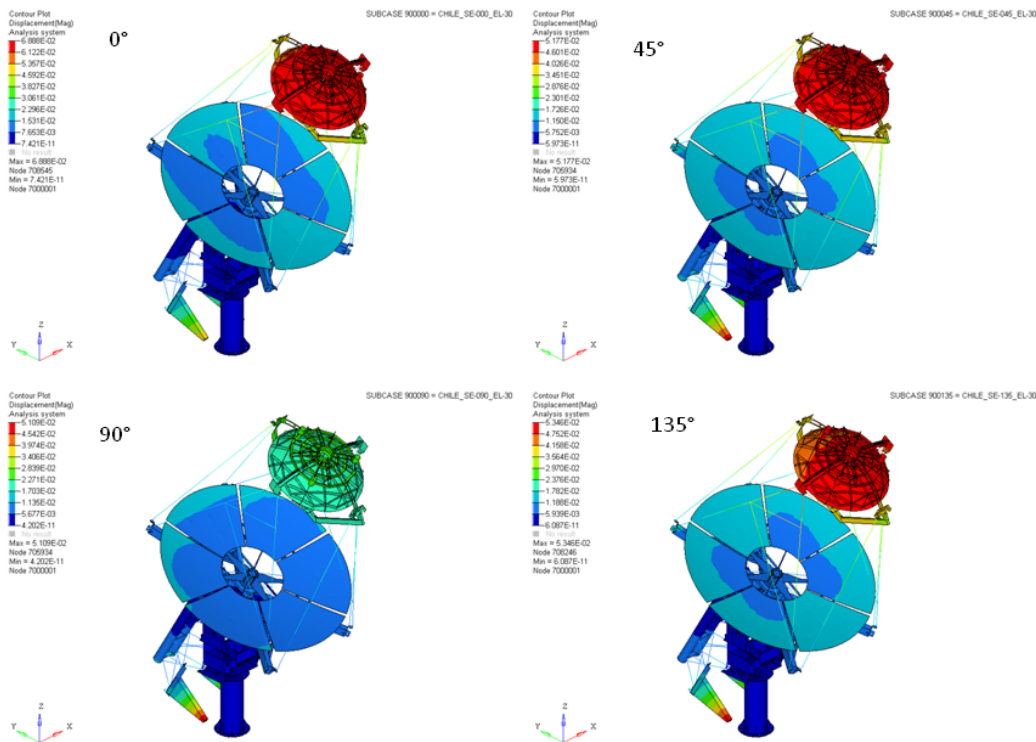 Contour Plot
Displacement(Mag)
Analysis system
6.888E-02
6.122E-02
5.357E-02
4.592E-02
3.827E-02
3.061E-02
2.296E-02
1.531E-02
7.653E-03
7.421E-11
No result
Max = 6.888E-02
Node 708545
Min = 7.421E-11
Node 7000001
0°
SUBCASE 900000 = CHILE_SE-000_EL-30
Z
Y
X
Contour Plot
Displacement(Mag)
Analysis system
5.177E-02
4.601E-02
4.026E-02
3.451E-02
2.876E-02
2.301E-02
1.726E-02
1.150E-02
5.752E-03
5.973E-11
No result
Max = 5.177E-02
Node 705934
Min = 5.973E-11
Node 7000001
45°
SUBCASE 900045 = CHILE_SE-045_EL-30
Z
Y
X
Contour Plot
Displacement(Mag)
Analysis system
5.109E-02
4.542E-02
3.974E-02
3.406E-02
2.839E-02
2.271E-02
1.703E-02
1.135E-02
5.677E-03
4.202E-11
No result
Max = 5.109E-02
Node 705934
Min = 4.202E-11
Node 7000001
90°
SUBCASE 900090 = CHILE_SE-090_EL-30
Z
Y
X
Contour Plot
Displacement(Mag)
Analysis system
5.346E-02
4.752E-02
4.158E-02
3.564E-02
2.970E-02
2.376E-02
1.782E-02
1.188E-02
5.939E-03
6.087E-11
No result
Max = 5.346E-02
Node 708246
Min = 6.087E-11
Node 7000001
135°
SUBCASE 900135 = CHILE_SE-135_EL-30
Z
Y
X